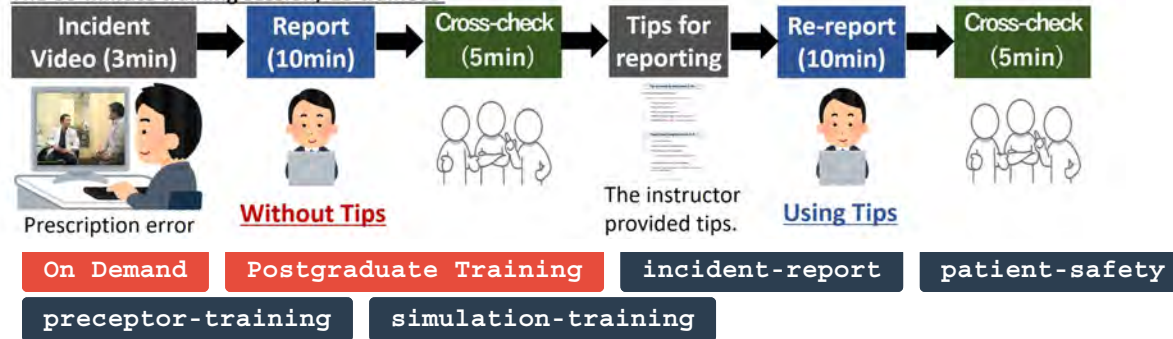 Incident
Video (3min)
Report
(10min)
Cross-check
(5min)
Tips for
reporting
Re-report
(10min)
Cross-check
(5min)
Prescription error
Without Tips
The instructor
provided tips.
Using Tips
On Demand
Postgraduate Training
incident-report
patient-safety
preceptor-training
simulation-training